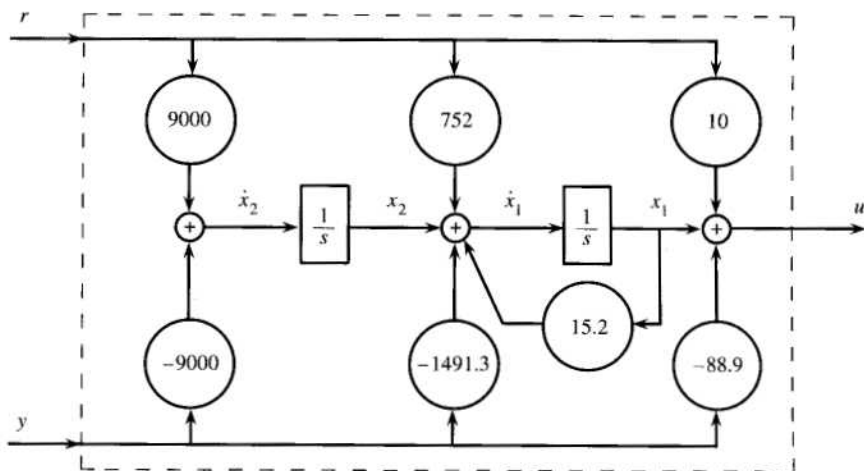 r
9000
752
10
ẋ₂
1
s
x₂
ẋ₁
1
s
x₁
u
+
+
+
15.2
−9000
−1491.3
−88.9
y